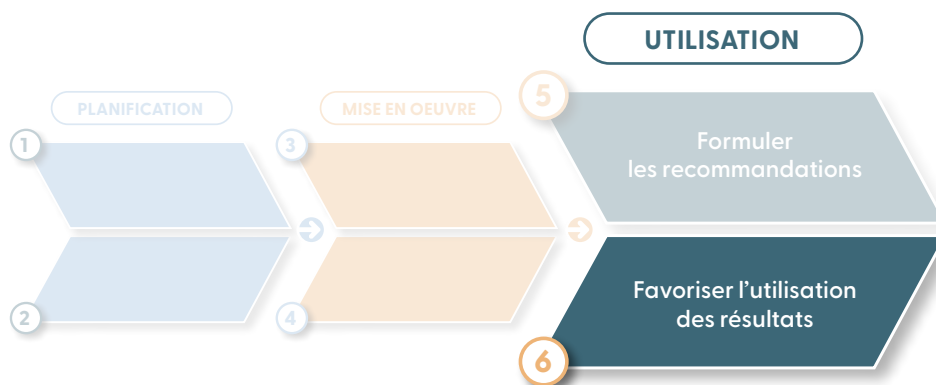 UTILISATION
PLANIFICATION
MISE EN OEUVRE
1
3
5
Formuler
les recommandations
2
4
6
Favoriser l'utilisation
des résultats